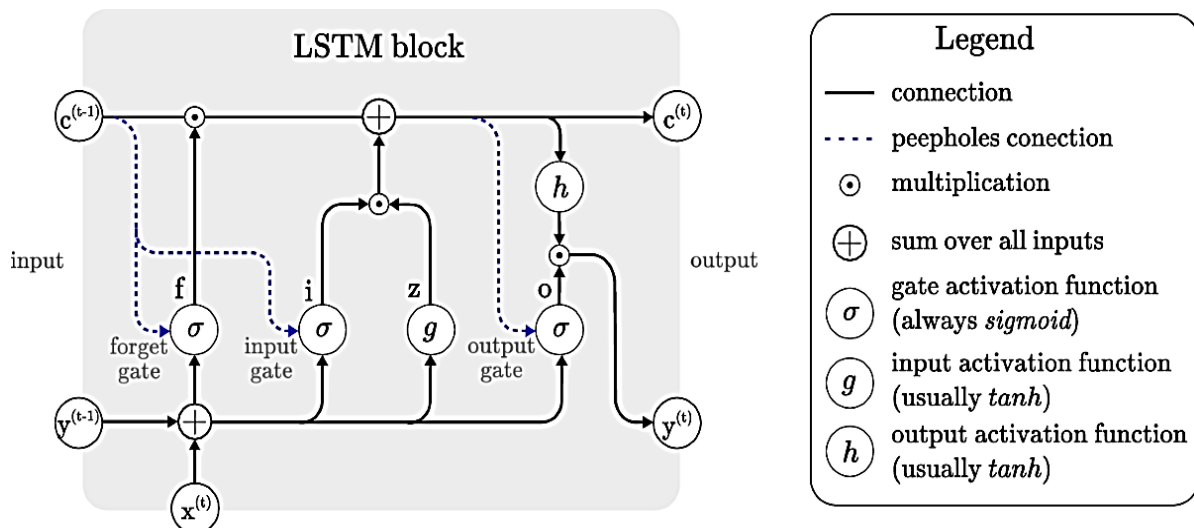 LSTM block
c(t-1)
c(t)
h
input
output
f
i
z
o
σ
σ
g
σ
forget
gate
input
gate
output
gate
y(t-1)
y(t)
x(t)
Legend
connection
peepholes conection
multiplication
sum over all inputs
σ
gate activation function
(always sigmoid)
g
input activation function
(usually tanh)
h
output activation function
(usually tanh)